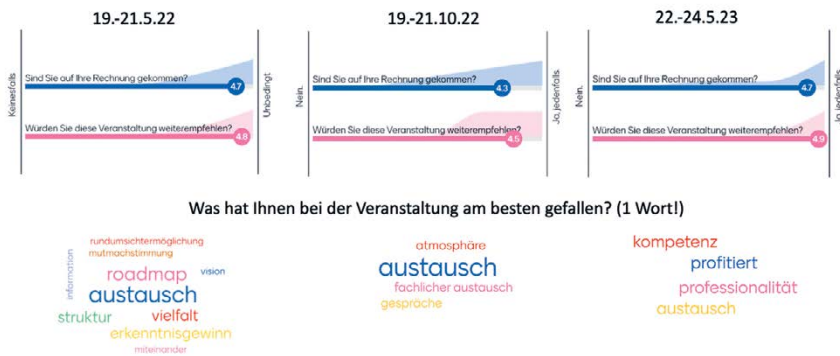 19.-21.5.22
Keinesfalls
Sind Sie auf Ihre Rechnung gekommen?
4.7
Würden Sie diese Veranstaltung weiterempfehlen?
4.8
Unbedingt
19.-21.10.22
Nein.
Sind Sie auf Ihre Rechnung gekommen?
4.3
Würden Sie diese Veranstaltung weiterempfehlen?
4.5
Ja, jedenfalls.
22.-24.5.23
Nein.
Sind Sie auf Ihre Rechnung gekommen?
4.7
Würden Sie diese Veranstaltung weiterempfehlen?
4.9
Ja, jedenfalls.
Was hat Ihnen bei der Veranstaltung am besten gefallen? (1 Wort!)
rundumsichtermöglichung
mutmachstimmung
information
roadmap
vision
austausch
struktur
vielfalt
erkenntnisgewinn
miteinander
atmosphäre
austausch
fachlicher austausch
gespräche
kompetenz
profitiert
professionalität
austausch